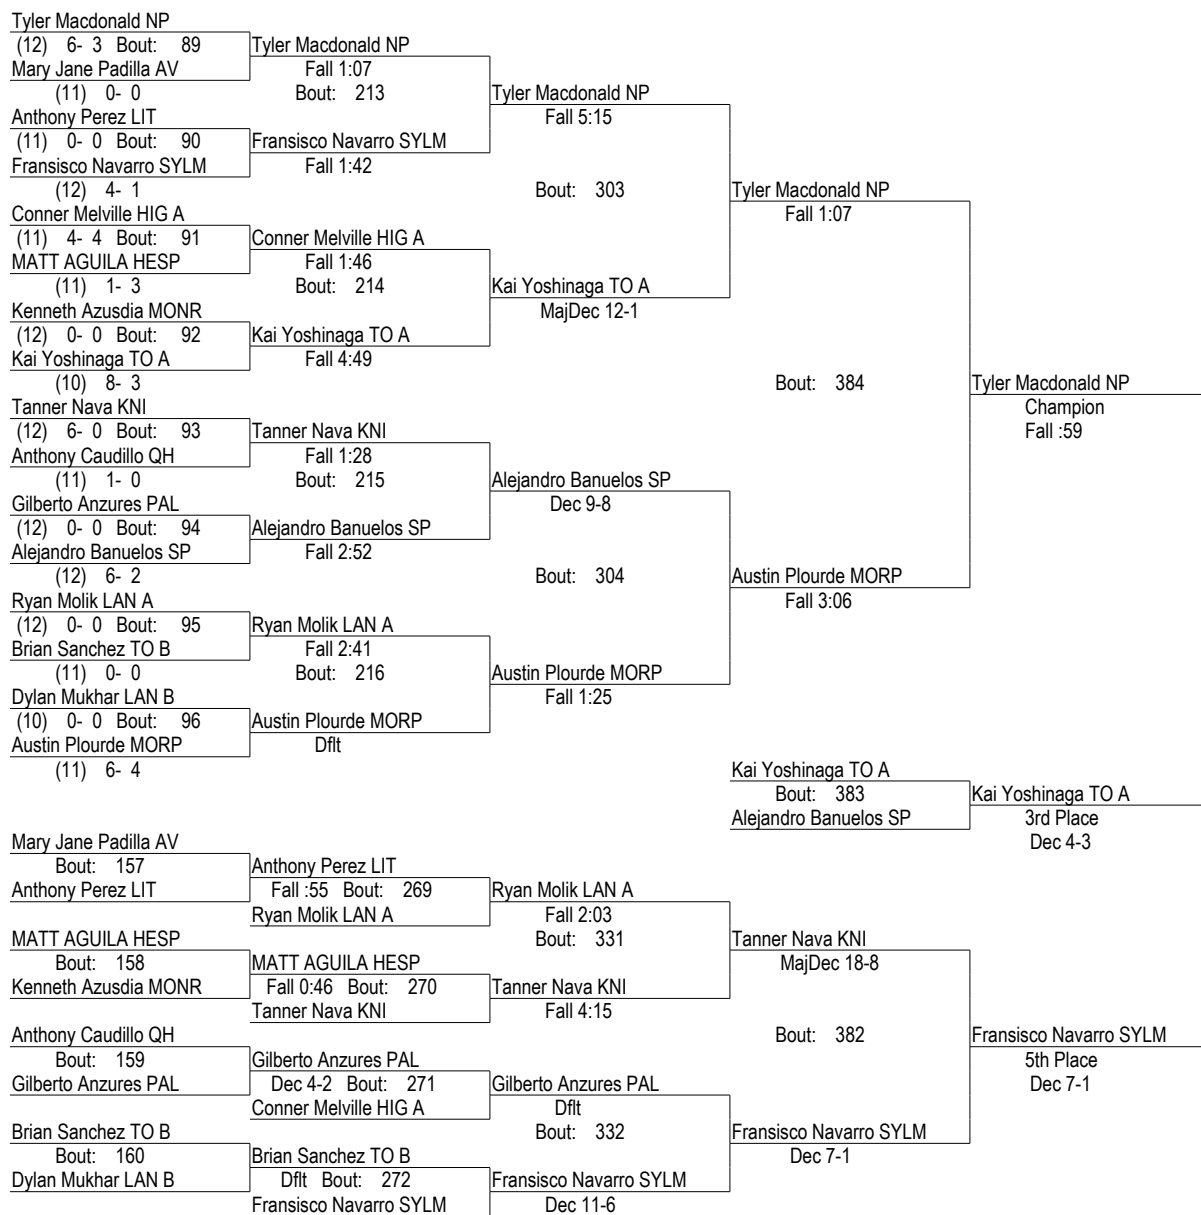 Tyler Macdonald NP
(12) 6- 3 Bout: 89
Mary Jane Padilla AV
(11) 0- 0
Anthony Perez LIT
(11) 0- 0 Bout: 90
Fransisco Navarro SYLM
(12) 4- 1
Conner Melville HIG A
(11) 4- 4 Bout: 91
MATT AGUILA HESP
(11) 1- 3
Kenneth Azusdia MONR
(12) 0- 0 Bout: 92
Kai Yoshinaga TO A
(10) 8- 3
Tanner Nava KNI
(12) 6- 0 Bout: 93
Anthony Caudillo QH
(11) 1- 0
Gilberto Anzures PAL
(12) 0- 0 Bout: 94
Alejandro Banuelos SP
(12) 6- 2
Ryan Molik LAN A
(12) 0- 0 Bout: 95
Brian Sanchez TO B
(11) 0- 0
Dylan Mukhar LAN B
(10) 0- 0 Bout: 96
Austin Plourde MORP
(11) 6- 4
Tyler Macdonald NP
Fall 1:07
Bout: 213
Fransisco Navarro SYLM
Fall 1:42
Conner Melville HIG A
Fall 1:46
Bout: 214
Kai Yoshinaga TO A
Fall 4:49
Tanner Nava KNI
Fall 1:28
Bout: 215
Alejandro Banuelos SP
Fall 2:52
Ryan Molik LAN A
Fall 2:41
Bout: 216
Austin Plourde MORP
Dflt
Tyler Macdonald NP
Fall 5:15
Bout: 303
Kai Yoshinaga TO A
MajDec 12-1
Alejandro Banuelos SP
Dec 9-8
Bout: 304
Austin Plourde MORP
Fall 1:25
Tyler Macdonald NP
Fall 1:07
Bout: 384
Austin Plourde MORP
Fall 3:06
Tyler Macdonald NP
Champion
Fall :59
Kai Yoshinaga TO A
Bout: 383
Alejandro Banuelos SP
Kai Yoshinaga TO A
3rd Place
Dec 4-3
Mary Jane Padilla AV
Bout: 157
Anthony Perez LIT
MATT AGUILA HESP
Bout: 158
Kenneth Azusdia MONR
Anthony Caudillo QH
Bout: 159
Gilberto Anzures PAL
Brian Sanchez TO B
Bout: 160
Dylan Mukhar LAN B
Anthony Perez LIT
Fall :55 Bout: 269
Ryan Molik LAN A
MATT AGUILA HESP
Fall 0:46 Bout: 270
Tanner Nava KNI
Gilberto Anzures PAL
Dec 4-2 Bout: 271
Conner Melville HIG A
Brian Sanchez TO B
Dflt Bout: 272
Fransisco Navarro SYLM
Ryan Molik LAN A
Fall 2:03
Bout: 331
Tanner Nava KNI
Fall 4:15
Gilberto Anzures PAL
Dflt
Bout: 332
Fransisco Navarro SYLM
Dec 11-6
Tanner Nava KNI
MajDec 18-8
Bout: 382
Fransisco Navarro SYLM
Dec 7-1
Fransisco Navarro SYLM
5th Place
Dec 7-1